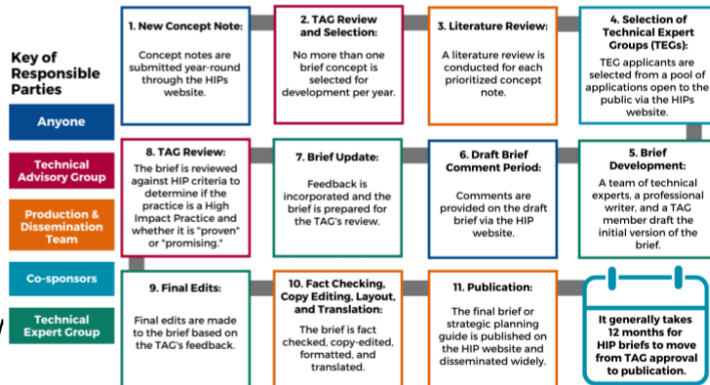 Key of
Responsible
Parties
Anyone
Technical
Advisory Group
Production &
Dissemination
Team
Co-sponsors
Technical
Expert Group
1. New Concept Note:
Concept notes are
submitted year-round
through the HIPs
website.
2. TAG Review
and Selection:
No more than one
brief concept is
selected for
development per year.
3. Literature Review:
A literature review is
conducted for each
prioritized concept
note.
4. Selection of
Technical Expert
Groups (TEGs):
TEG applicants are
selected from a pool of
applications open to the
public via the HIPs
website.
5. Brief
Development:
A team of technical
experts, a professional
writer, and a TAG
member draft the
initial version of the
brief.
6. Draft Brief
Comment Period:
Comments are
provided on the draft
brief via the HIP
website.
7. Brief Update:
Feedback is
incorporated and the
brief is prepared for
the TAG's review.
8. TAG Review:
The brief is reviewed
against HIP criteria to
determine if the
practice is a High
Impact Practice and
whether it is "proven"
or "promising."
9. Final Edits:
Final edits are made
to the brief based on
the TAG's feedback.
10. Fact Checking,
Copy Editing, Layout,
and Translation:
The brief is fact
checked, copy-edited,
formatted, and
translated.
11. Publication:
The final brief or
strategic planning
guide is published on
the HIP website and
disseminated widely.
It generally takes
12 months for
HIP briefs to move
from TAG approval
to publication.